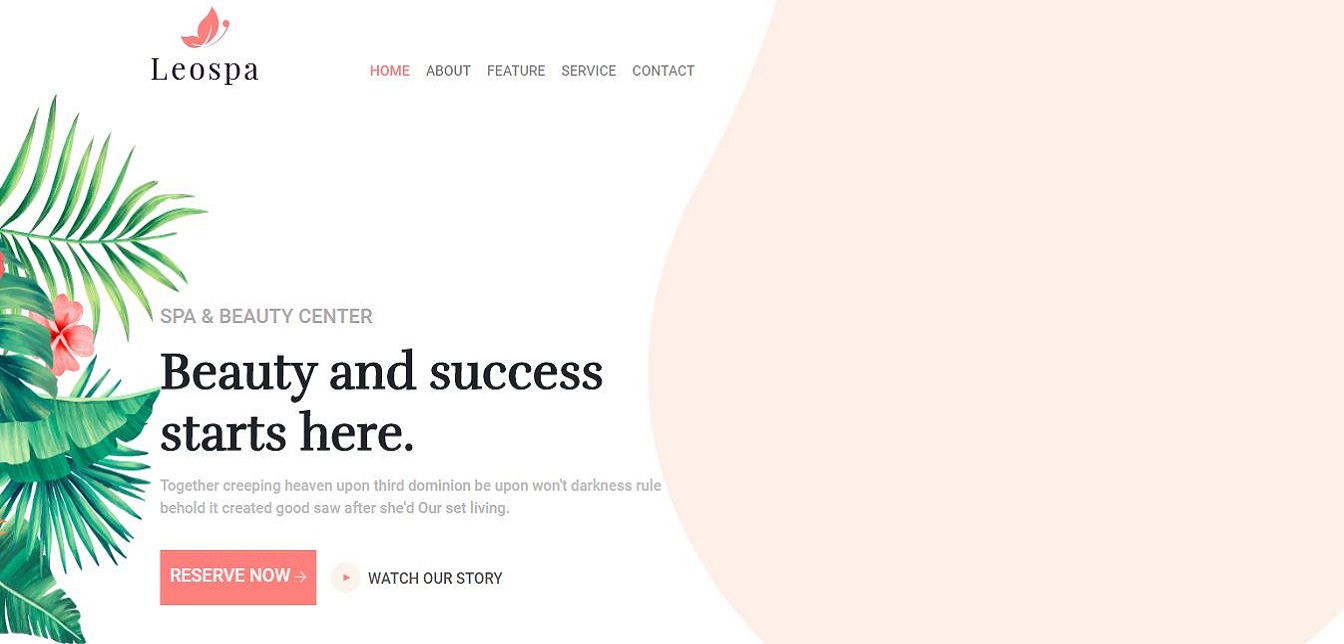 Leospa
HOME ABOUT FEATURE SERVICE CONTACT
SPA & BEAUTY CENTER
Beauty and success
starts here.
Together creeping heaven upon third dominion be upon won't darkness rule
behold it created good saw after she'd Our set living.
RESERVE NOW →
WATCH OUR STORY